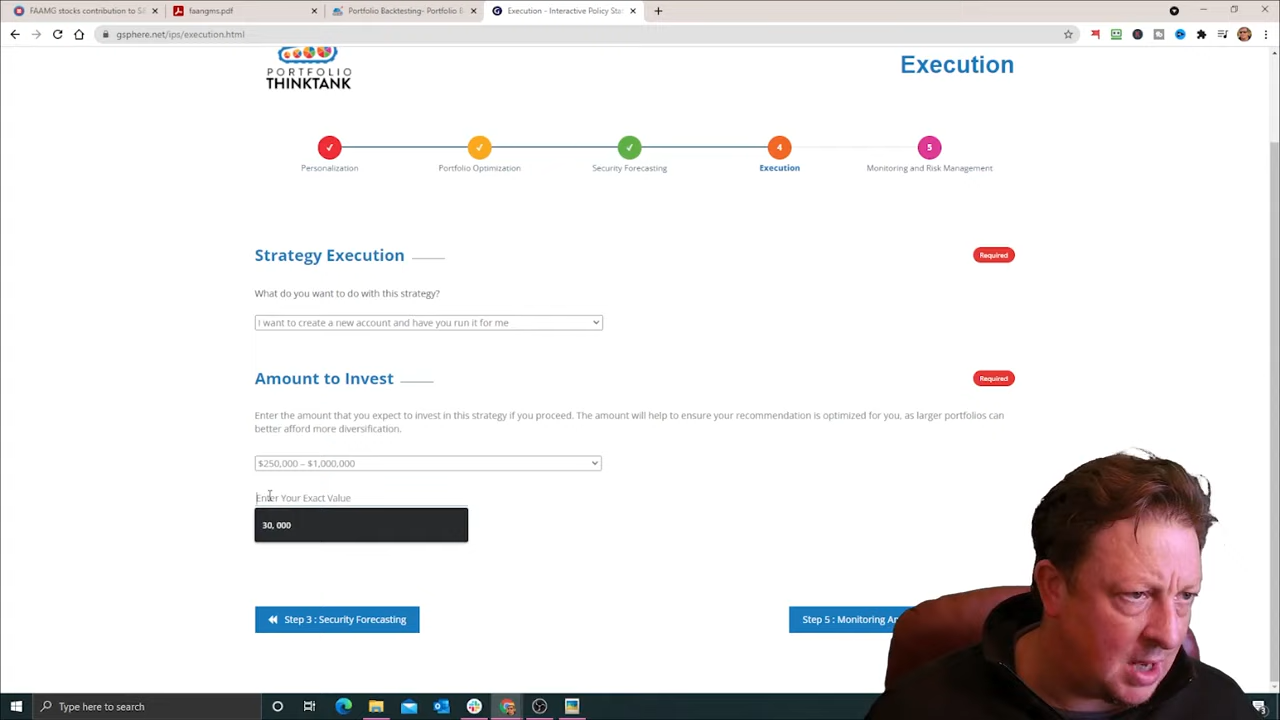 FAAMG stocks contribution to S&
faangms.pdf
Portfolio Backtesting- Portfolio B
Execution – Interactive Policy Sta
gsphere.net/ips/execution.html
PORTFOLIO
THINKTANK
Execution
4
5
Personalization
Portfolio Optimization
Security Forecasting
Execution
Monitoring and Risk Management
Strategy Execution
Required
What do you want to do with this strategy?
I want to create a new account and have you run it for me
Amount to Invest
Required
Enter the amount that you expect to invest in this strategy if you proceed. The amount will help to ensure your recommendation is optimized for you, as larger portfolios can
better afford more diversification.
$250,000 – $1,000,000
Enter Your Exact Value
30, 000
Step 3 : Security Forecasting
Step 5 : Monitoring An
Type here to search